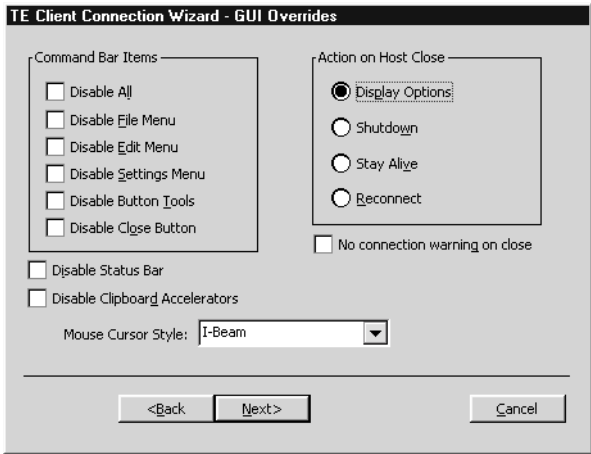 TE Client Connection Wizard - GUI Overrides
Command Bar Items
Disable All
Disable File Menu
Disable Edit Menu
Disable Settings Menu
Disable Button Tools
Disable Close Button
Disable Status Bar
Disable Clipboard Accelerators
Mouse Cursor Style: I-Beam
Action on Host Close
Display Options
Shutdown
Stay Alive
Reconnect
No connection warning on close
<Back Next> Cancel